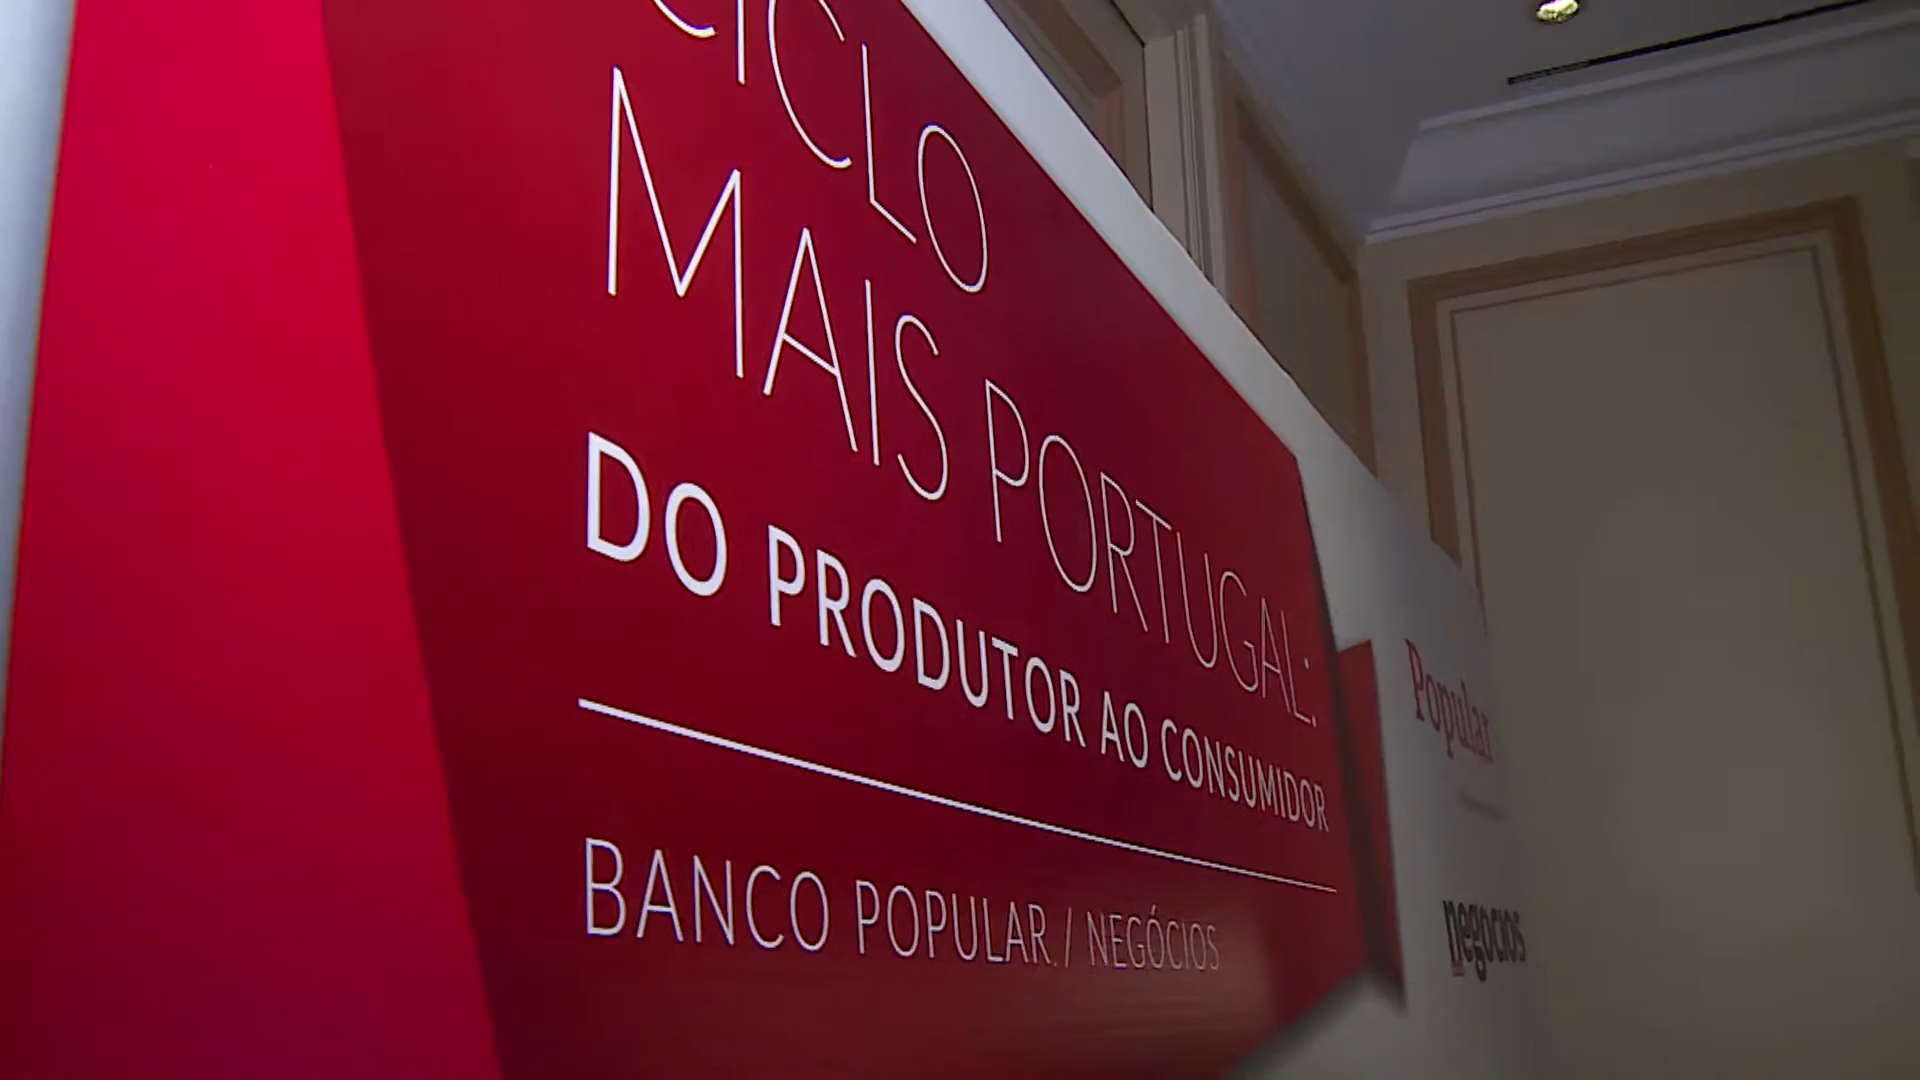 CICLO
MAIS PORTUGAL:
DO PRODUTOR AO CONSUMIDOR
BANCO POPULAR / NEGÓCIOS
Popular
negócios